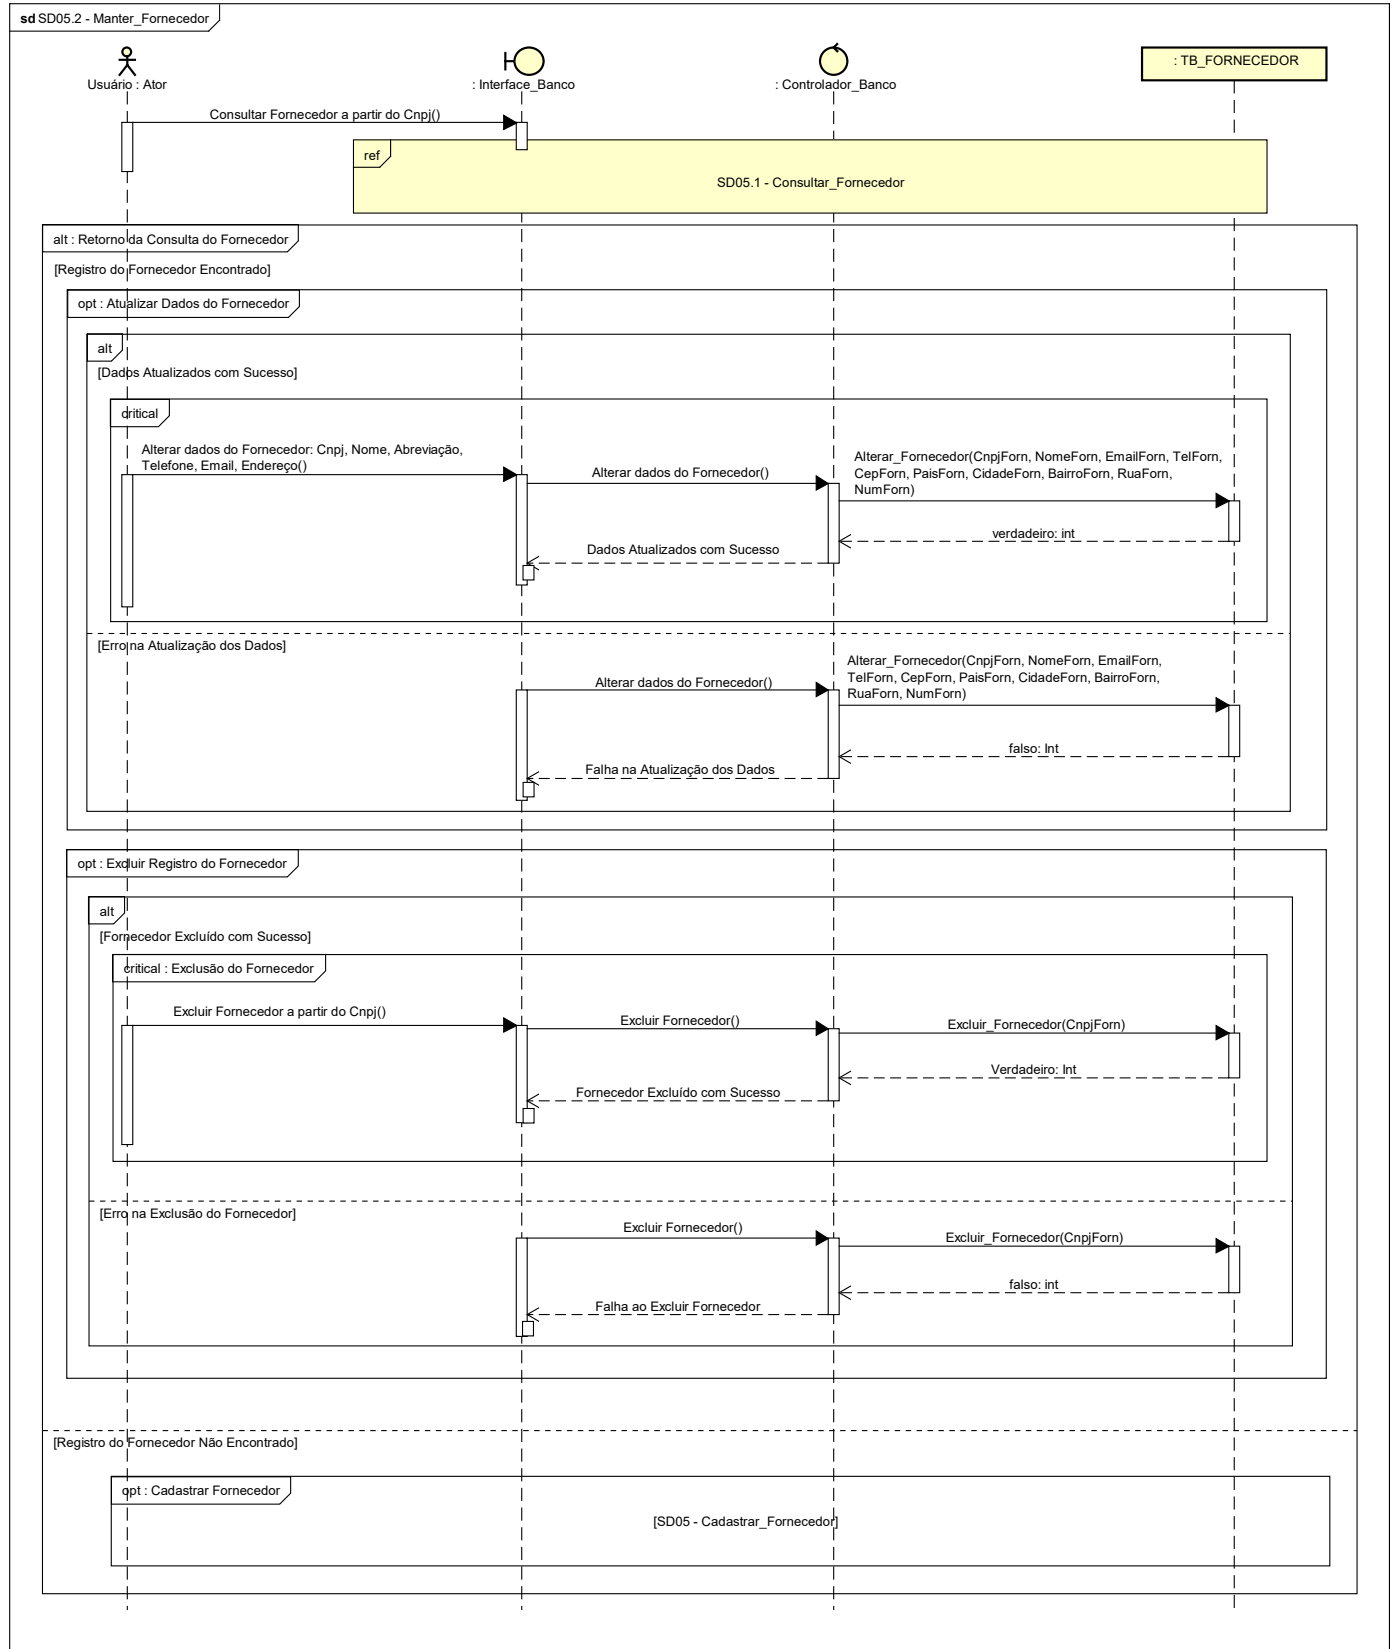 sd SD05.2 - Manter_Fornecedor
Usuário : Ator
: Interface_Banco
: Controlador_Banco
: TB_FORNECEDOR
Consultar Fornecedor a partir do Cnpj()
ref
SD05.1 - Consultar_Fornecedor
alt : Retorno da Consulta do Fornecedor
[Registro do Fornecedor Encontrado]
opt : Atualizar Dados do Fornecedor
alt
[Dados Atualizados com Sucesso]
critical
Alterar dados do Fornecedor: Cnpj, Nome, Abreviação,
Telefone, Email, Endereço()
Alterar dados do Fornecedor()
Alterar_Fornecedor(CnpjForn, NomeForn, EmailForn, TelForn,
CepForn, PaisForn, CidadeForn, BairroForn, RuaForn,
NumForn)
verdadeiro: int
Dados Atualizados com Sucesso
[Erro na Atualização dos Dados]
Alterar dados do Fornecedor()
Alterar_Fornecedor(CnpjForn, NomeForn, EmailForn,
TelForn, CepForn, PaisForn, CidadeForn, BairroForn,
RuaForn, NumForn)
falso: Int
Falha na Atualização dos Dados
opt : Excluir Registro do Fornecedor
alt
[Fornecedor Excluído com Sucesso]
critical : Exclusão do Fornecedor
Excluir Fornecedor a partir do Cnpj()
Excluir Fornecedor()
Excluir_Fornecedor(CnpjForn)
Verdadeiro: Int
Fornecedor Excluído com Sucesso
[Erro na Exclusão do Fornecedor]
Excluir Fornecedor()
Excluir_Fornecedor(CnpjForn)
falso: int
Falha ao Excluir Fornecedor
[Registro do Fornecedor Não Encontrado]
opt : Cadastrar Fornecedor
[SD05 - Cadastrar_Fornecedor]